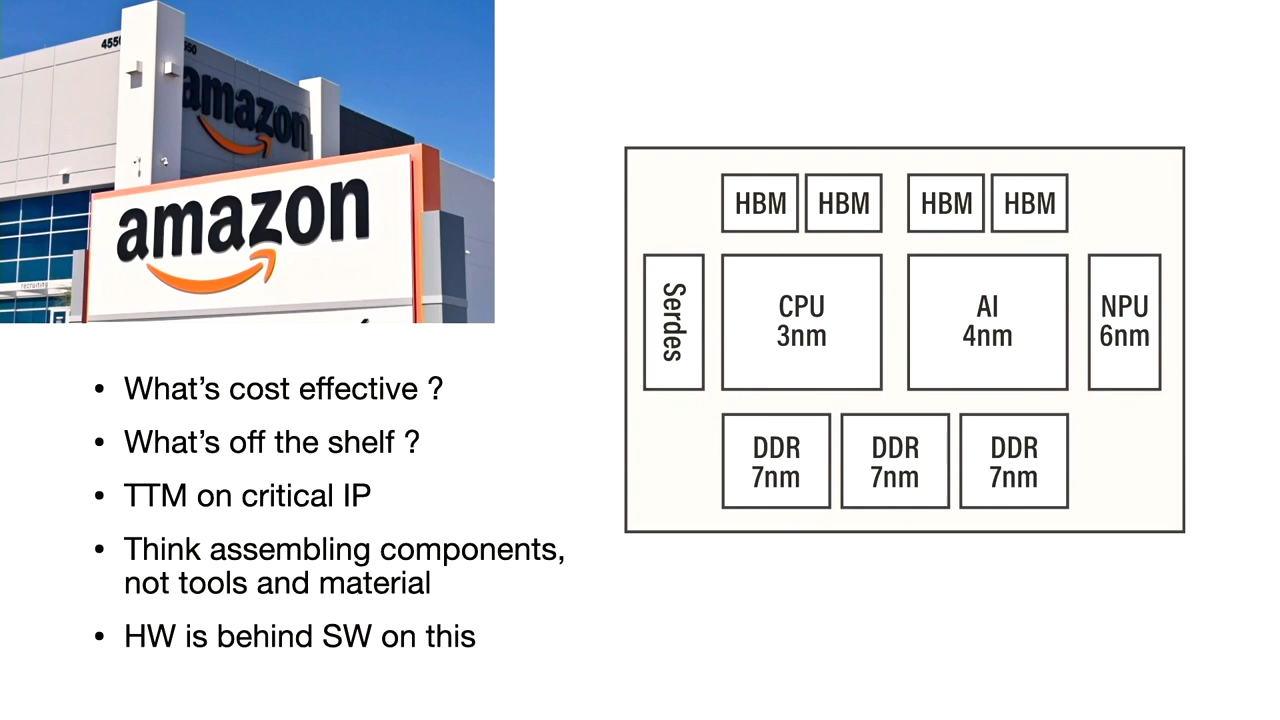 4550
amazon
amazon
recruiting
• What’s cost effective ?
• What’s off the shelf ?
• TTM on critical IP
• Think assembling components,
not tools and material
• HW is behind SW on this
HBM HBM HBM HBM
Serdes
CPU
3nm
AI
4nm
NPU
6nm
DDR
7nm
DDR
7nm
DDR
7nm